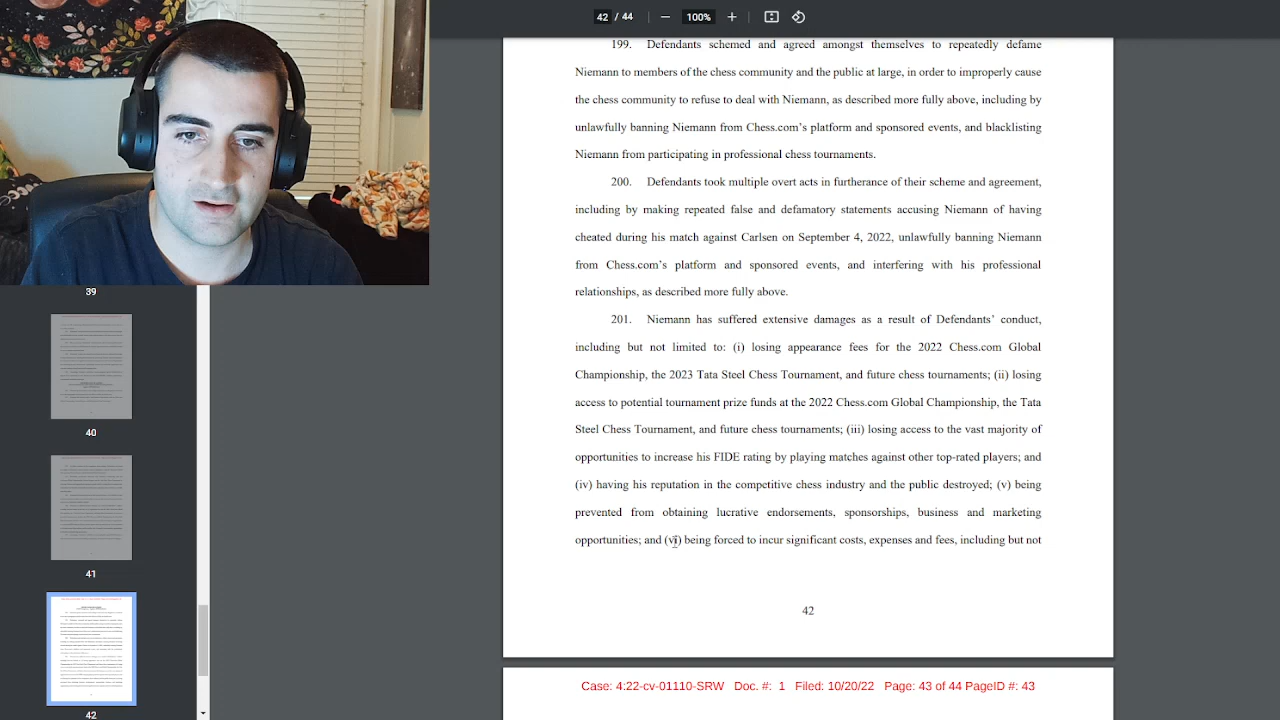 42 / 44
100%
199. Defendants schemed and agreed amongst themselves to repeatedly defame
Niemann to members of the chess community and the public at large, in order to improperly cause
the chess community to refuse to deal with Niemann, as described more fully above, including by
unlawfully banning Niemann from Chess.com's platform and sponsored events, and blacklisting
Niemann from participating in professional chess tournaments.
200. Defendants took multiple overt acts in furtherance of their scheme and agreement,
including by making repeated false and defamatory statements accusing Niemann of having
cheated during his match against Carlsen on September 4, 2022, unlawfully banning Niemann
from Chess.com's platform and sponsored events, and interfering with his professional
relationships, as described more fully above.
201. Niemann has suffered extensive damages as a result of Defendants' conduct,
including but not limited to: (i) losing appearance fees for the 2022 Chess.com Global
Championship, the 2023 Tata Steel Chess Tournament, and future chess tournaments; (ii) losing
access to potential tournament prize funds at the 2022 Chess.com Global Championship, the Tata
Steel Chess Tournament, and future chess tournaments; (iii) losing access to the vast majority of
opportunities to increase his FIDE rating by playing matches against other top-rated players; and
(iv) having his reputation in the competitive chess industry and the public destroyed; (v) being
prevented from obtaining lucrative endorsements, sponsorships, business and marketing
opportunities; and (vi) being forced to incur significant costs, expenses and fees, including but not
42
Case: 4:22-cv-01110-SRW Doc. #: 1 Filed: 10/20/22 Page: 43 of 44 PageID #: 43
39
40
41
42